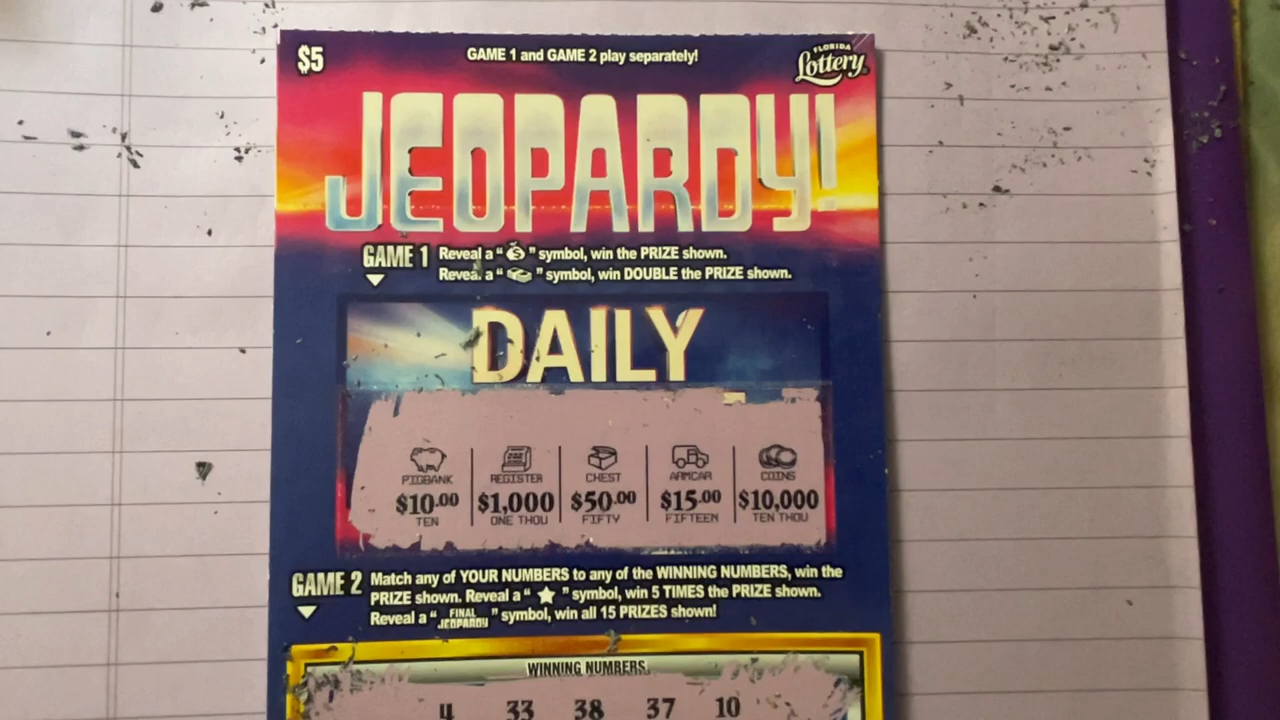 $5
GAME 1 and GAME 2 play separately!
FLORIDA
Lottery
JEOPARDY!
GAME 1 Reveal a " " symbol, win the PRIZE shown.
Reveal a " " symbol, win DOUBLE the PRIZE shown.
DAILY
PIGBANK REGISTER CHEST ARMCAR COINS
$10.00 $1,000 $50.00 $15.00 $10,000
TEN ONE THOU FIFTY FIFTEEN TEN THOU
GAME 2 Match any of YOUR NUMBERS to any of the WINNING NUMBERS, win the
PRIZE shown. Reveal a " " symbol, win 5 TIMES the PRIZE shown.
Reveal a "FINAL JEOPARDY" symbol, win all 15 PRIZES shown!
WINNING NUMBERS
4 33 38 37 10